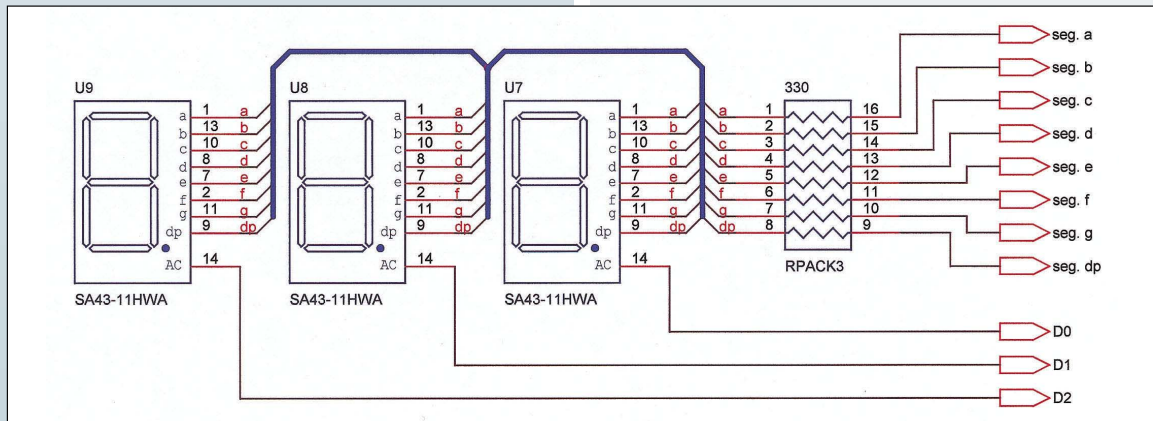 U9
a 1 a
b 13 b
c 10 c
d 8 d
e 7 e
f 2 f
g 11 g
dp 9 dp
AC 14
SA43-11HWA
U8
a 1 a
b 13 b
c 10 c
d 8 d
e 7 e
f 2 f
g 11 g
dp 9 dp
AC 14
SA43-11HWA
U7
a 1 a
b 13 b
c 10 c
d 8 d
e 7 e
f 2 f
g 11 g
dp 9 dp
AC 14
SA43-11HWA
330
a 1 16
b 2 15
c 3 14
d 4 13
e 5 12
f 6 11
g 7 10
dp 8 9
RPACK3
seg. a
seg. b
seg. c
seg. d
seg. e
seg. f
seg. g
seg. dp
D0
D1
D2